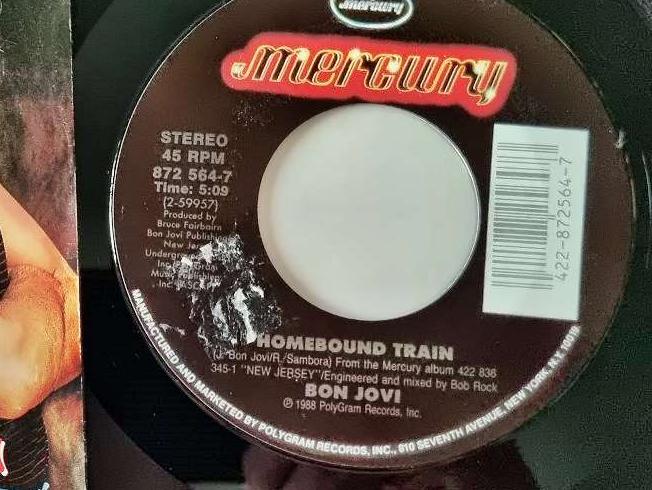 mercury
mercury
STEREO
45 RPM
872 564-7
Time: 5:09
(2-59957)
Produced by
Bruce Fairbairn
Bon Jovi Publishing
New
Underground
Inc
Music
Inc.
422-872564-7
HOMEBOUND TRAIN
(J. Bon Jovi/R. Sambora) From the Mercury album 422 836
345-1 "NEW JERSEY"/Engineered and mixed by Bob Rock
BON JOVI
℗ 1988 PolyGram Records, Inc.
MANUFACTURED AND MARKETED BY POLYGRAM RECORDS, INC., 810 SEVENTH AVENUE, NEW YORK, N.Y. 10019